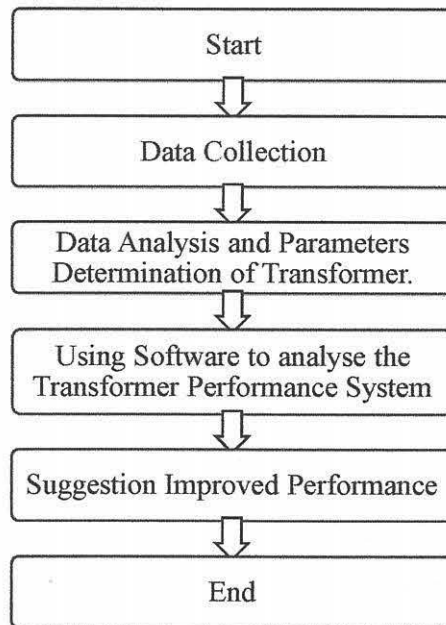 Start
Data Collection
Data Analysis and Parameters
Determination of Transformer.
Using Software to analyse the
Transformer Performance System
Suggestion Improved Performance
End